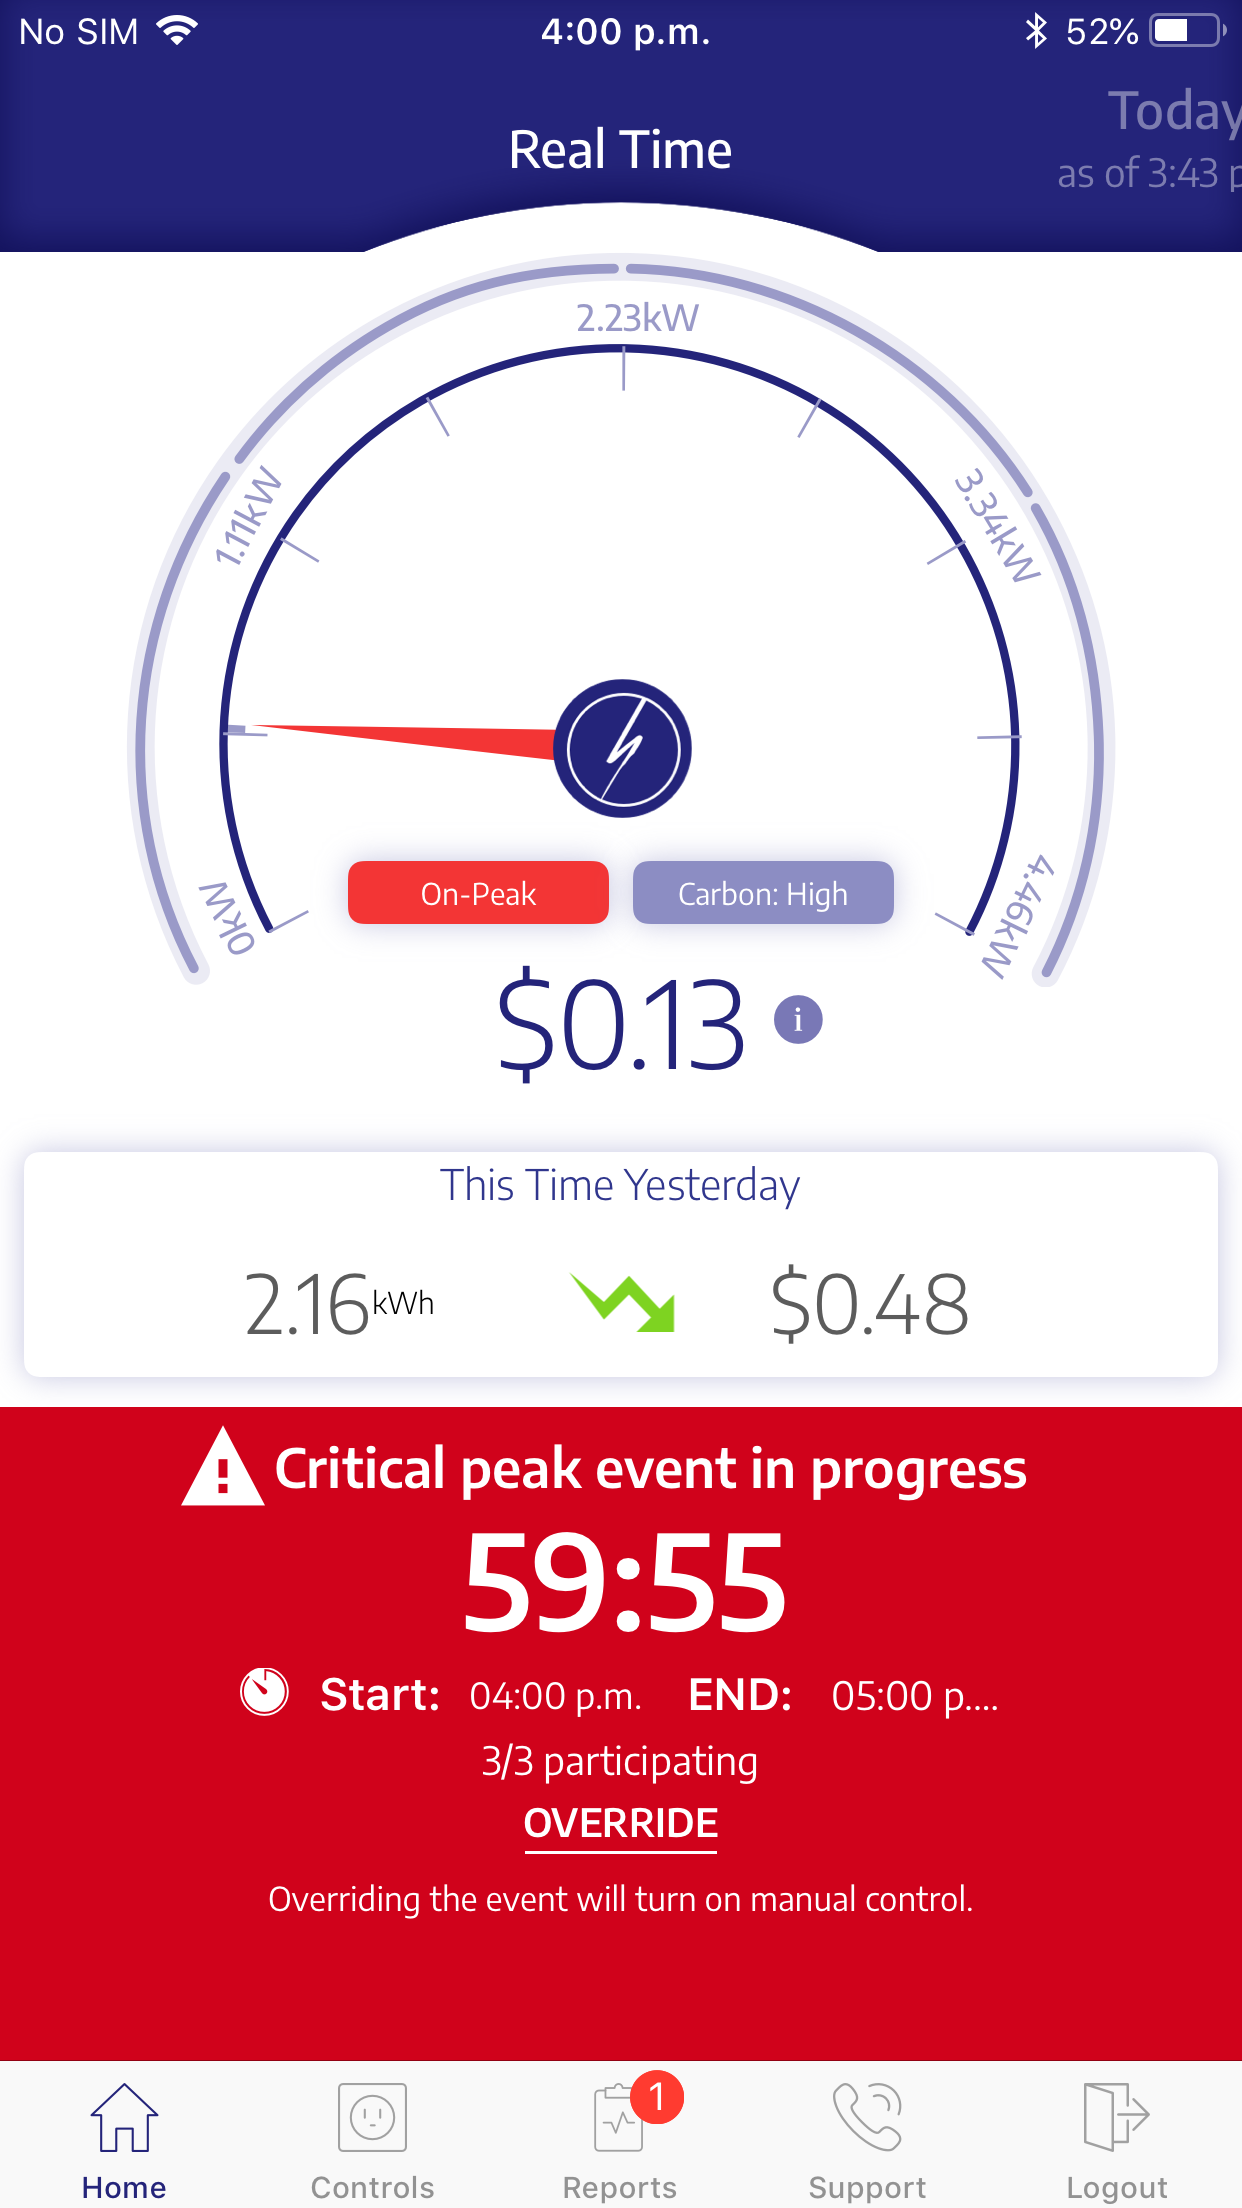 No SIM 4:00 p.m. 52%
Today
as of 3:43 p
Real Time
2.23kW
1.11kW
3.34kW
0kW
4.46kW
On-Peak Carbon: High
$0.13 i
This Time Yesterday
2.16 kWh $0.48
Critical peak event in progress
59:55
Start: 04:00 p.m. END: 05:00 p....
3/3 participating
OVERRIDE
Overriding the event will turn on manual control.
1
Home Controls Reports Support Logout